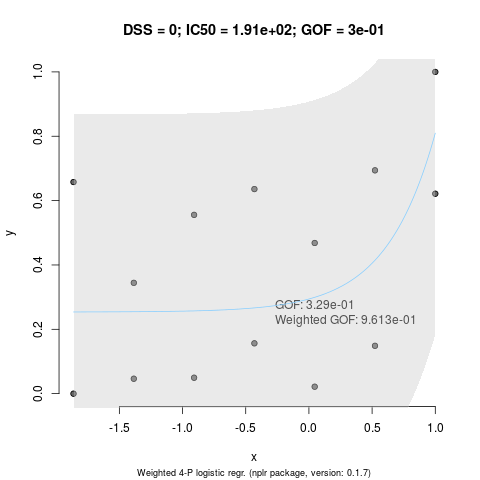 DSS = 0; IC50 = 1.91e+02; GOF = 3e-01
1.0
0.8
0.6
0.4
0.2
0.0
y
GOF: 3.29e-01
Weighted GOF: 9.613e-01
-1.5 -1.0 -0.5 0.0 0.5 1.0
x
Weighted 4-P logistic regr. (nplr package, version: 0.1.7)